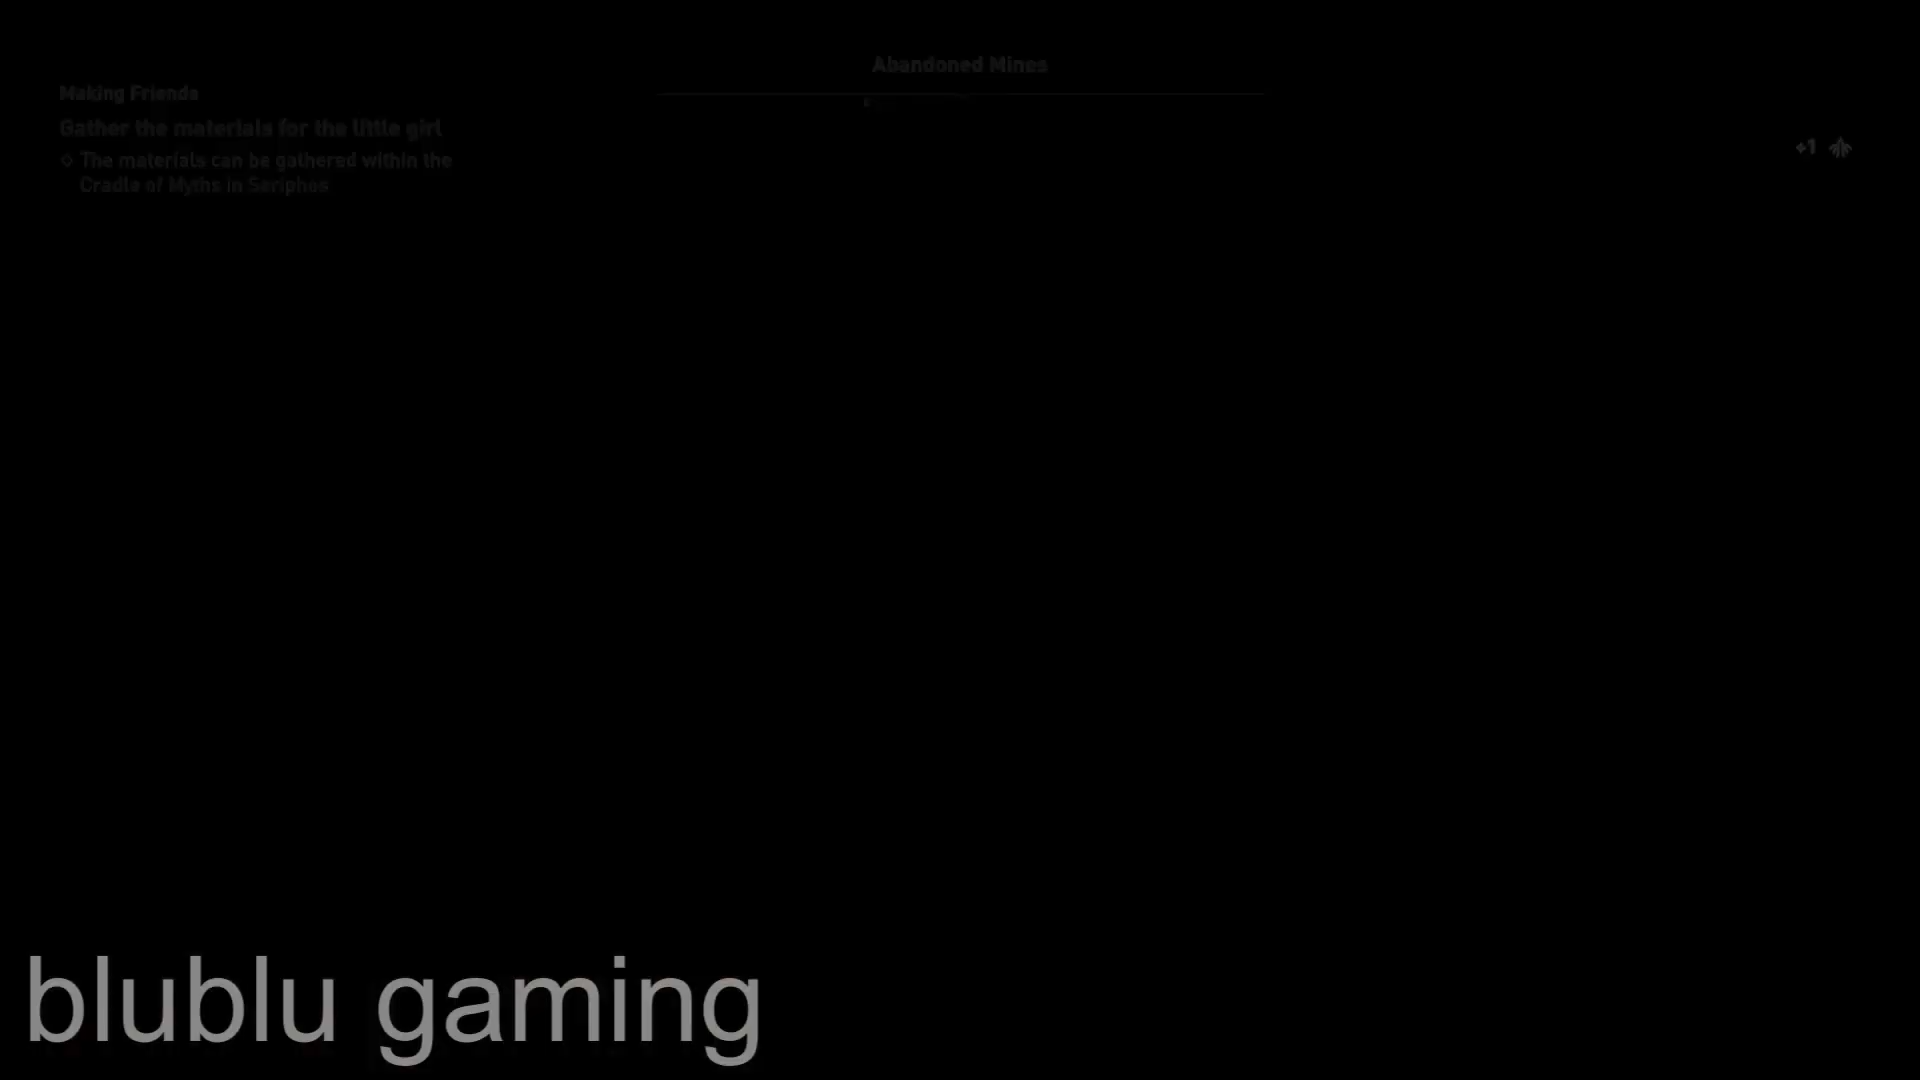 Abandoned Mines
Making Friends
Gather the materials for the little girl
The materials can be gathered within the
Cradle of Myths in Seriphos
+1
blublu gaming